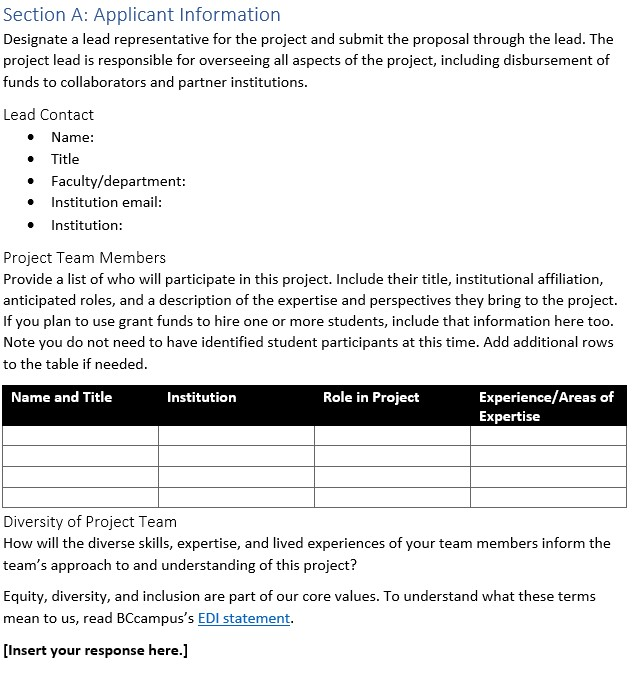 Section A: Applicant Information
Designate a lead representative for the project and submit the proposal through the lead. The
project lead is responsible for overseeing all aspects of the project, including disbursement of
funds to collaborators and partner institutions.
Lead Contact
• Name:
• Title
• Faculty/department:
• Institution email:
• Institution:
Project Team Members
Provide a list of who will participate in this project. Include their title, institutional affiliation,
anticipated roles, and a description of the expertise and perspectives they bring to the project.
If you plan to use grant funds to hire one or more students, include that information here too.
Note you do not need to have identified student participants at this time. Add additional rows
to the table if needed.
Name and Title Institution Role in Project Experience/Areas of
Expertise
Diversity of Project Team
How will the diverse skills, expertise, and lived experiences of your team members inform the
team’s approach to and understanding of this project?
Equity, diversity, and inclusion are part of our core values. To understand what these terms
mean to us, read BCcampus’s EDI statement.
[Insert your response here.]